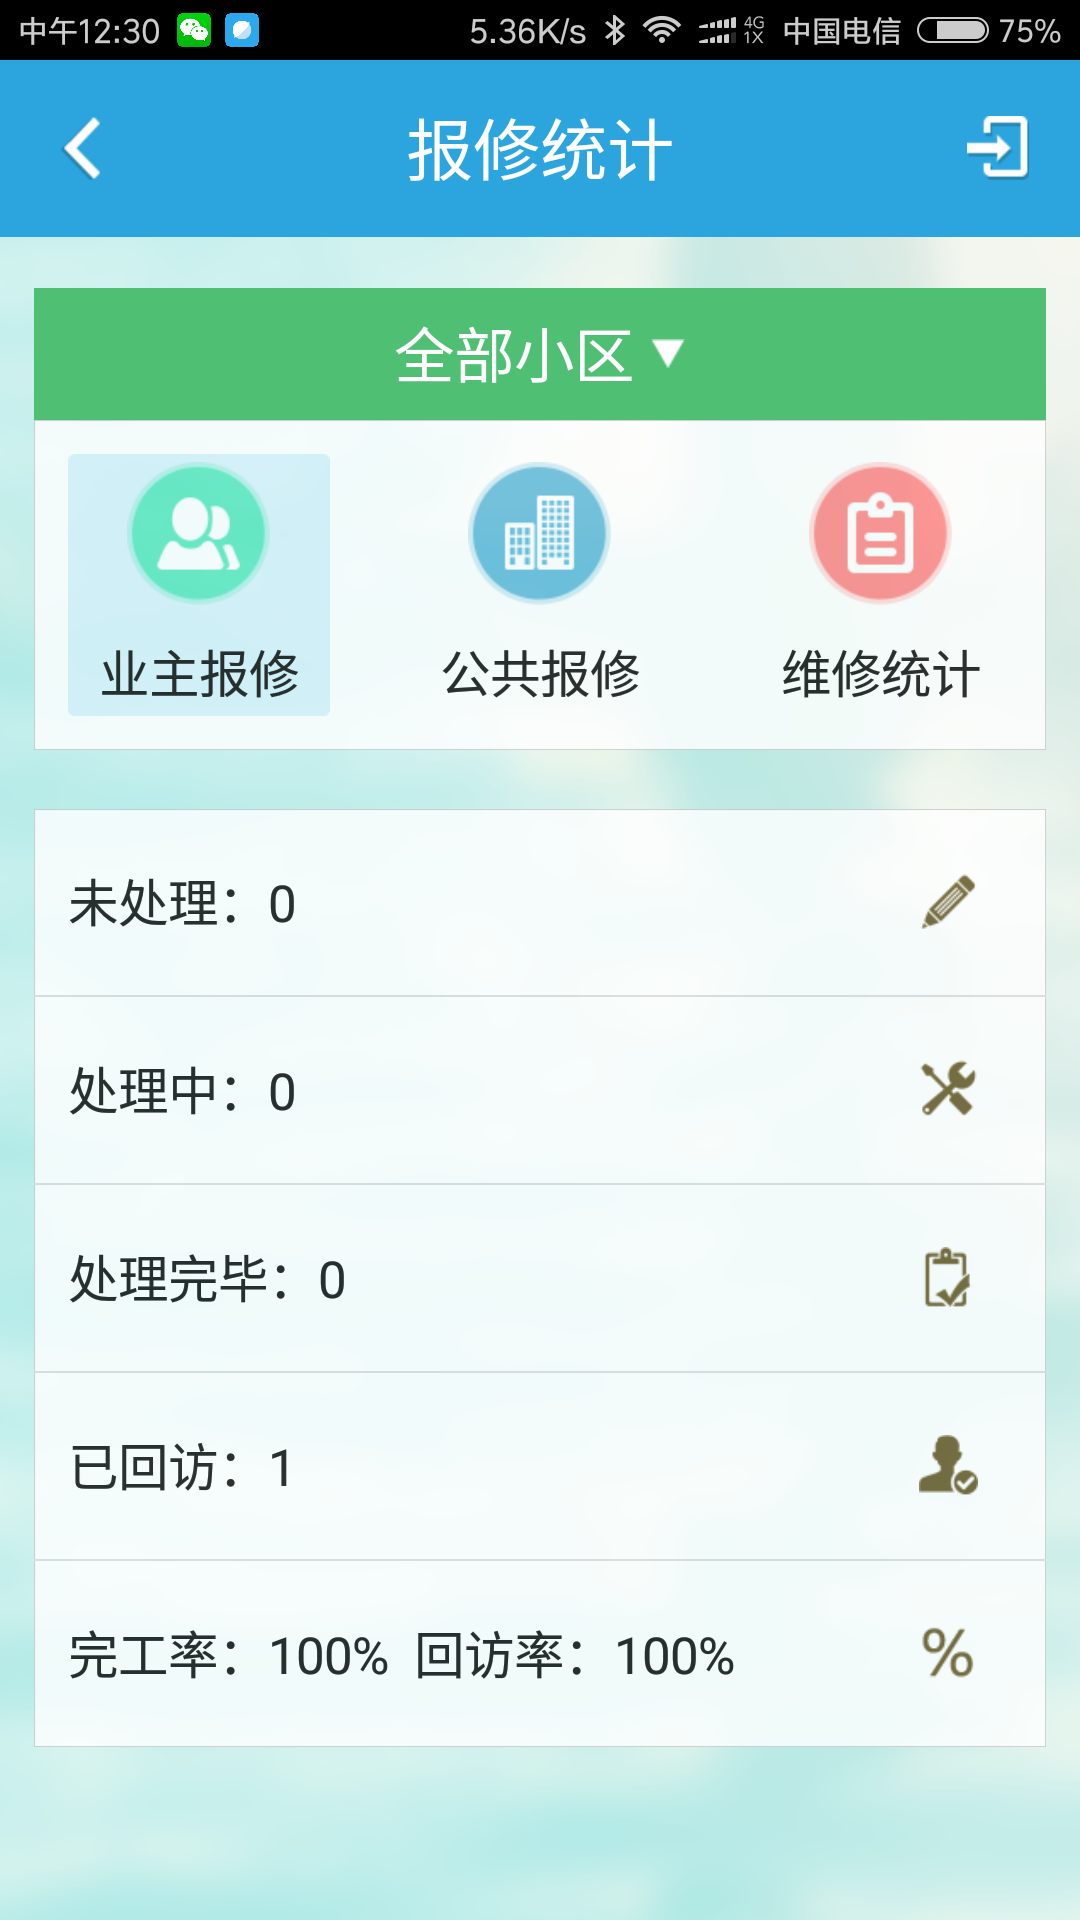 中午12:30 5.36K/s 4G 1X 中国电信 75%
报修统计
全部小区
业主报修 公共报修 维修统计
未处理：0
处理中：0
处理完毕：0
已回访：1
完工率：100% 回访率：100% %